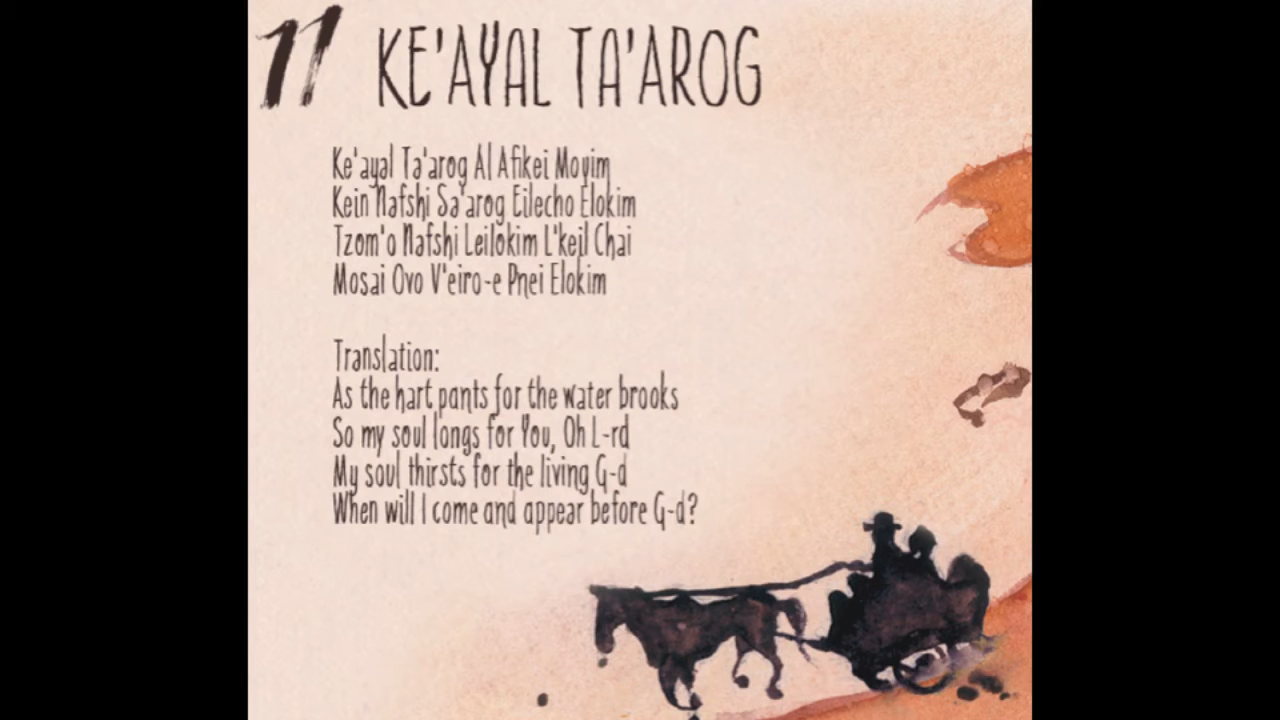 11 KE'AYAL TA'AROG
Ke'ayal Ta'arog Al Afikei Moyim
Kein Nafshi Sa'arog Eilecho Elokim
Tzom'o Nafshi Leilokim L'keil Chai
Mosai Ovo V'eiro-e Pnei Elokim
Translation:
As the hart pants for the water brooks
So my soul longs for You, Oh L-rd
My soul thirsts for the living G-d
When will I come and appear before G-d?